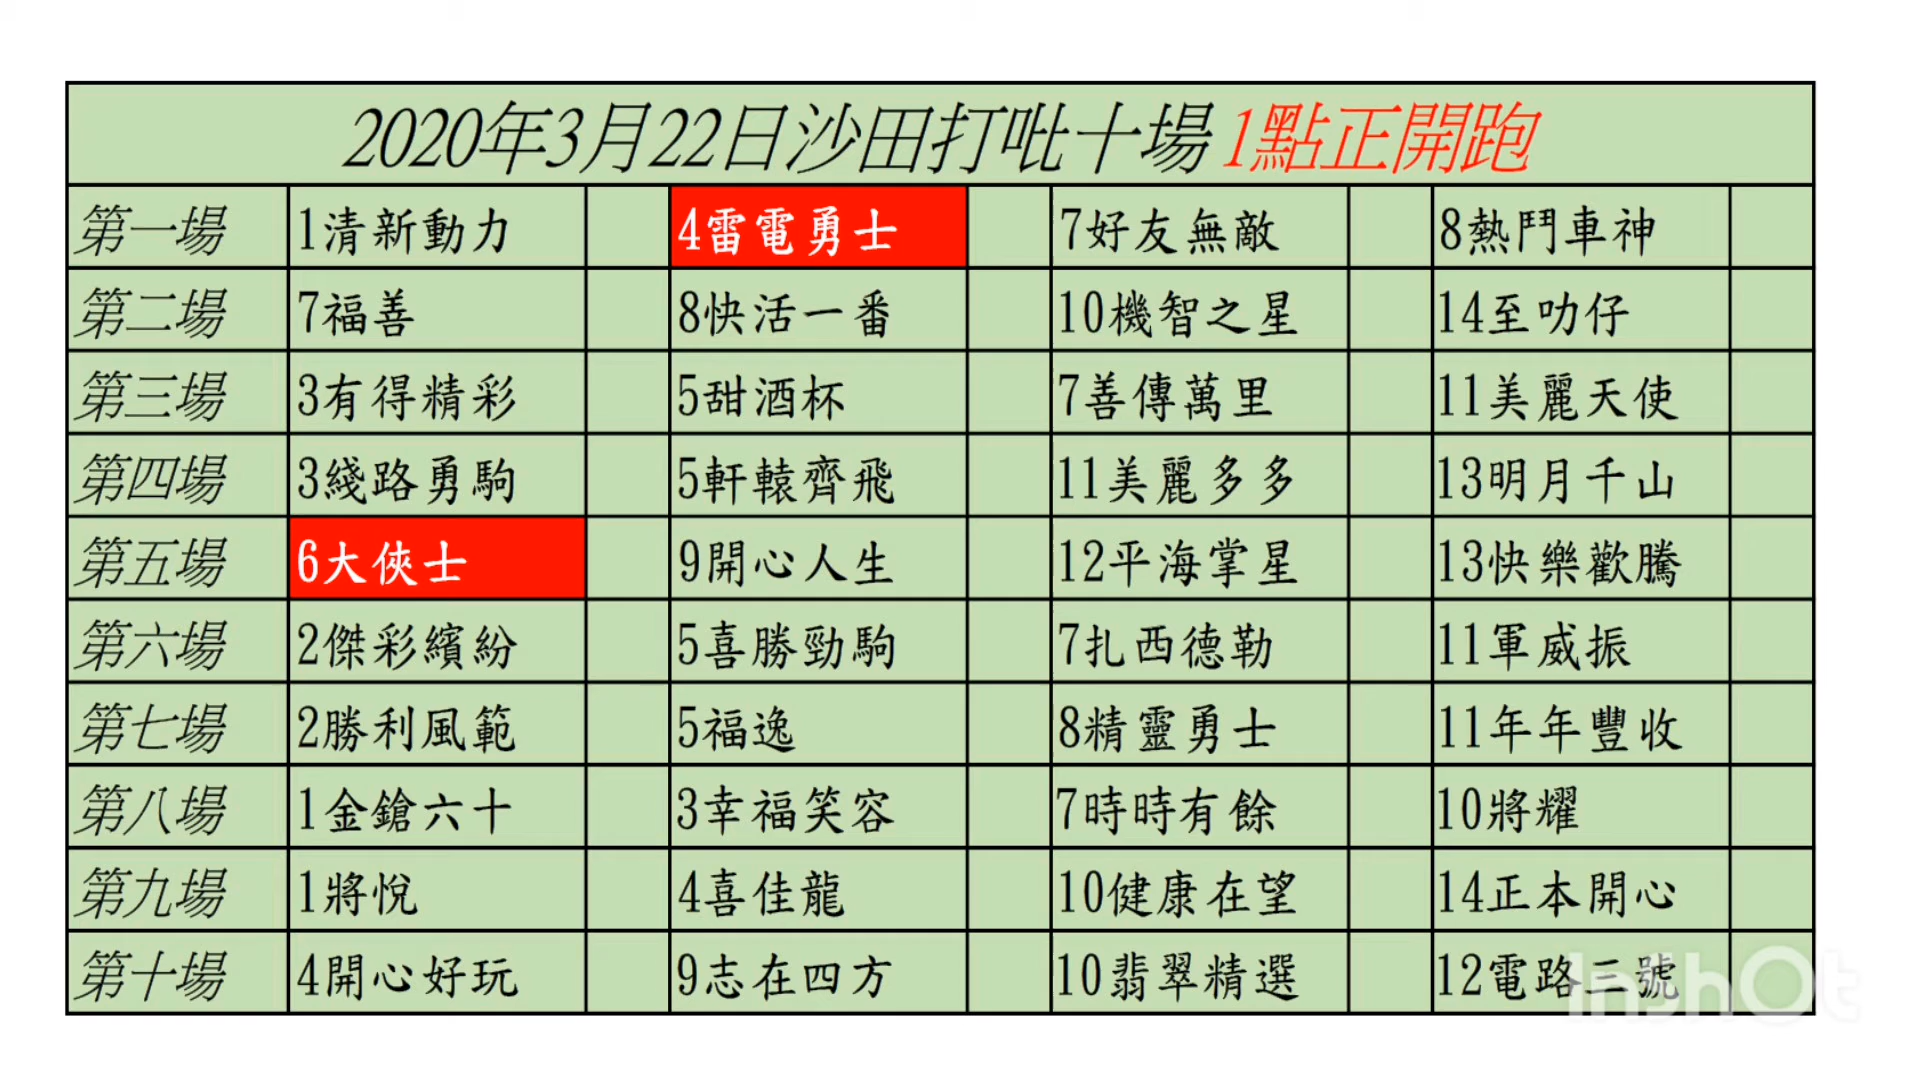 2020年3月22日沙田打吡十場 1點正開跑
第一場 1清新動力 4雷電勇士 7好友無敵 8熱鬥車神
第二場 7福善 8快活一番 10機智之星 14至叻仔
第三場 3有得精彩 5甜酒杯 7善傳萬里 11美麗天使
第四場 3綫路勇駒 5軒轅齊飛 11美麗多多 13明月千山
第五場 6大俠士 9開心人生 12平海掌星 13快樂歡騰
第六場 2傑彩繽紛 5喜勝勁駒 7扎西德勒 11軍威振
第七場 2勝利風範 5福逸 8精靈勇士 11年年豐收
第八場 1金鎗六十 3幸福笑容 7時時有餘 10將耀
第九場 1將悅 4喜佳龍 10健康在望 14正本開心
第十場 4開心好玩 9志在四方 10翡翠精選 12電路三號
InShOt